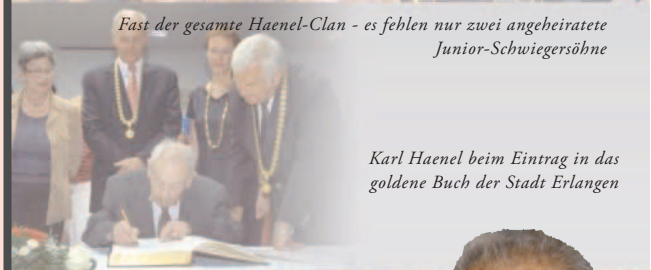 Fast der gesamte Haenel-Clan - es fehlen nur zwei angeheiratete
Junior-Schwiegersöhne
Karl Haenel beim Eintrag in das
goldene Buch der Stadt Erlangen